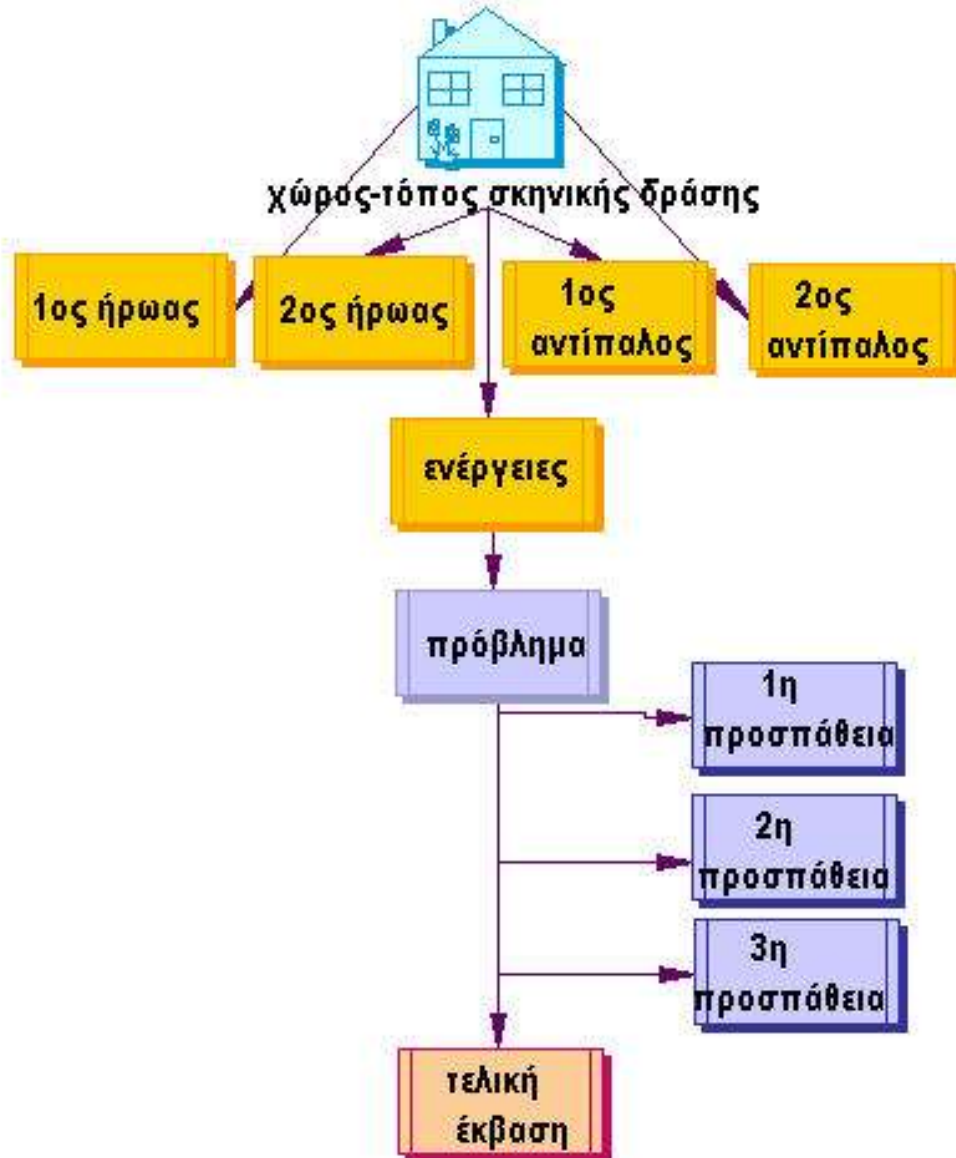 χώρος-τόπος σκηνικής δράσης
1ος ήρωας
2ος ήρωας
1ος
αντίπαλος
2ος
αντίπαλος
ενέργειες
πρόβλημα
1η
προσπάθεια
2η
προσπάθεια
3η
προσπάθεια
τελική
έκβαση